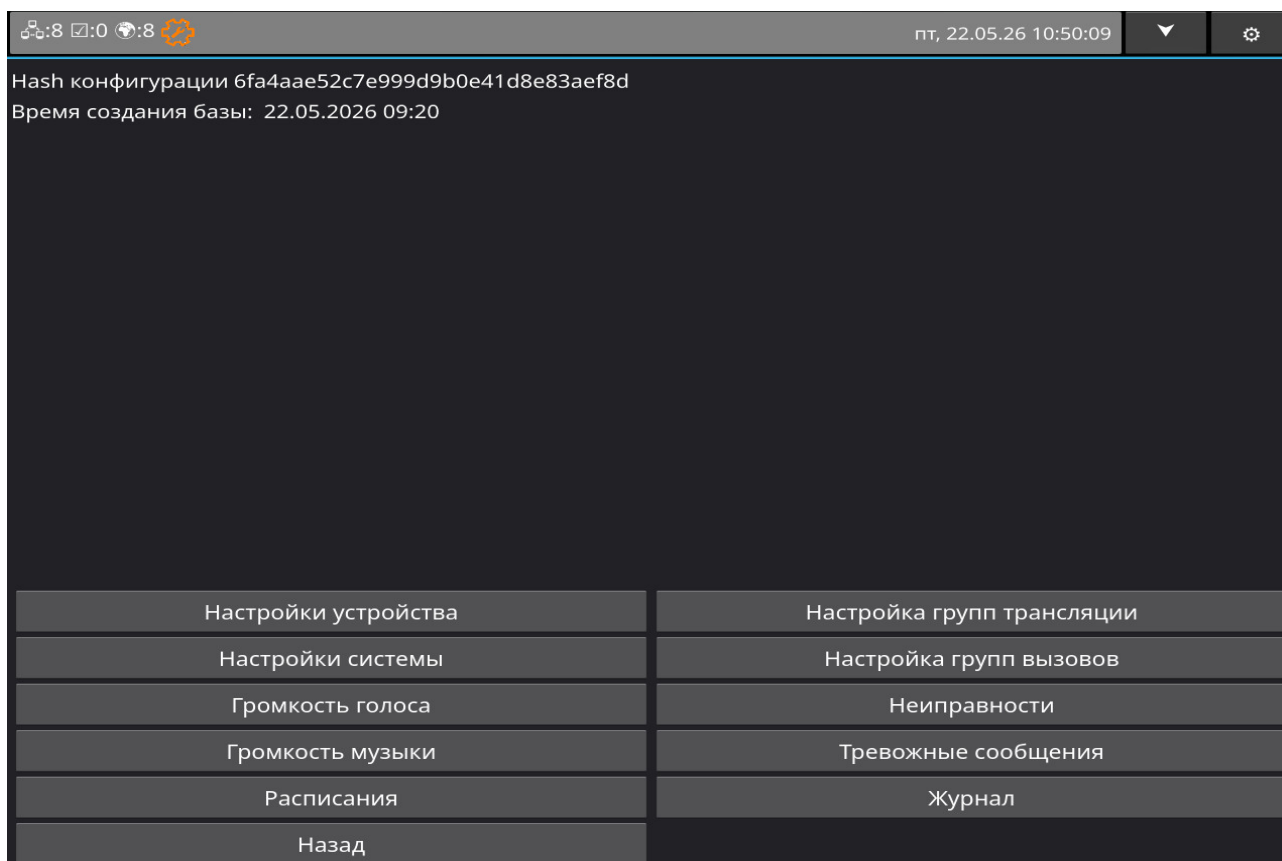 :8 ☑:0 :8
пт, 22.05.26 10:50:09
Hash конфигурации 6fa4aae52c7e999d9b0e41d8e83aef8d
Время создания базы: 22.05.2026 09:20
Настройки устройства
Настройка групп трансляции
Настройки системы
Настройка групп вызовов
Громкость голоса
Неиправности
Громкость музыки
Тревожные сообщения
Расписания
Журнал
Назад